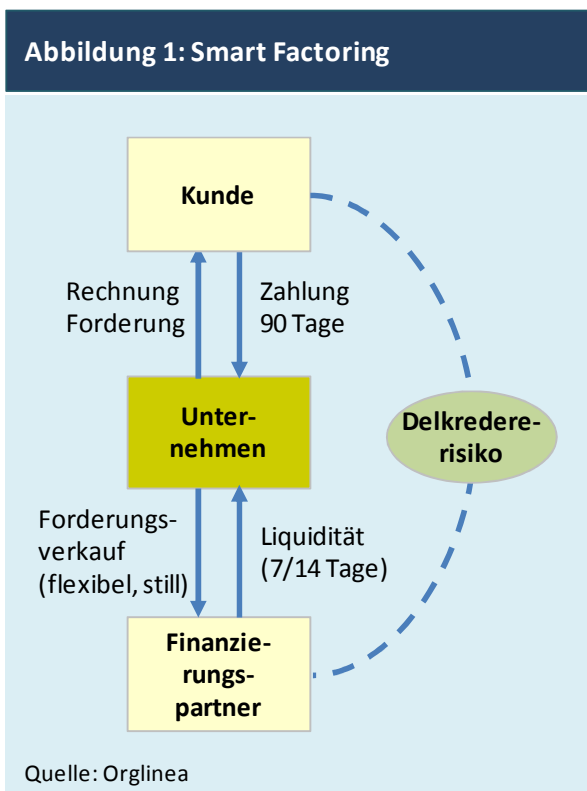 Abbildung 1: Smart Factoring
Kunde
Rechnung
Forderung
Zahlung
90 Tage
Unter-
nehmen
Delkredere-
risiko
Forderungs-
verkauf
(flexibel, still)
Liquidität
(7/14 Tage)
Finanzie-
rungs-
partner
Quelle: Orglinea